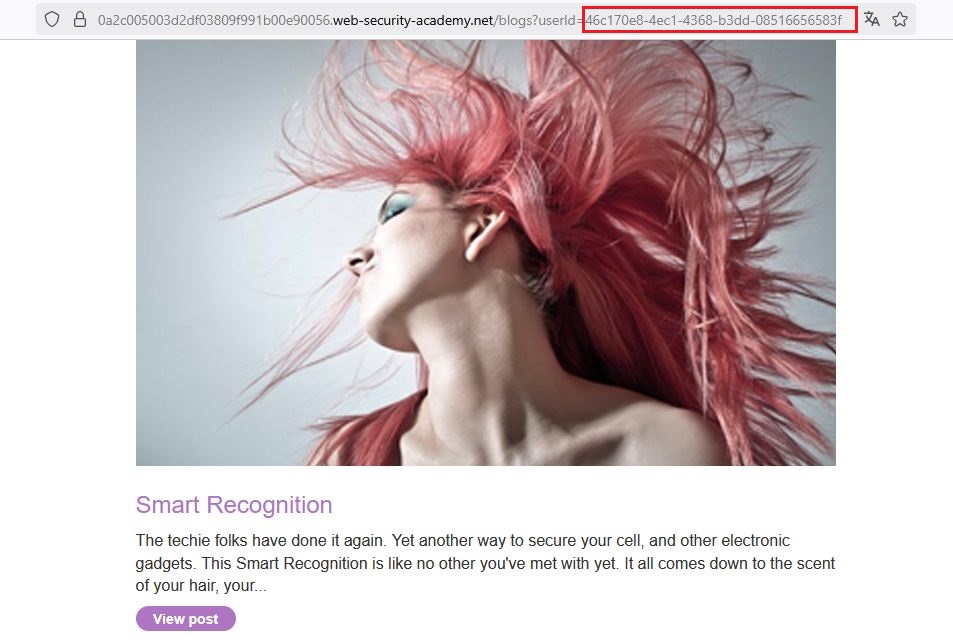 0a2c005003d2df03809f991b00e90056.web-security-academy.net/blogs?userId=46c170e8-4ec1-4368-b3dd-08516656583f
Smart Recognition
The techie folks have done it again. Yet another way to secure your cell, and other electronic
gadgets. This Smart Recognition is like no other you've met with yet. It all comes down to the scent
of your hair, your...
View post